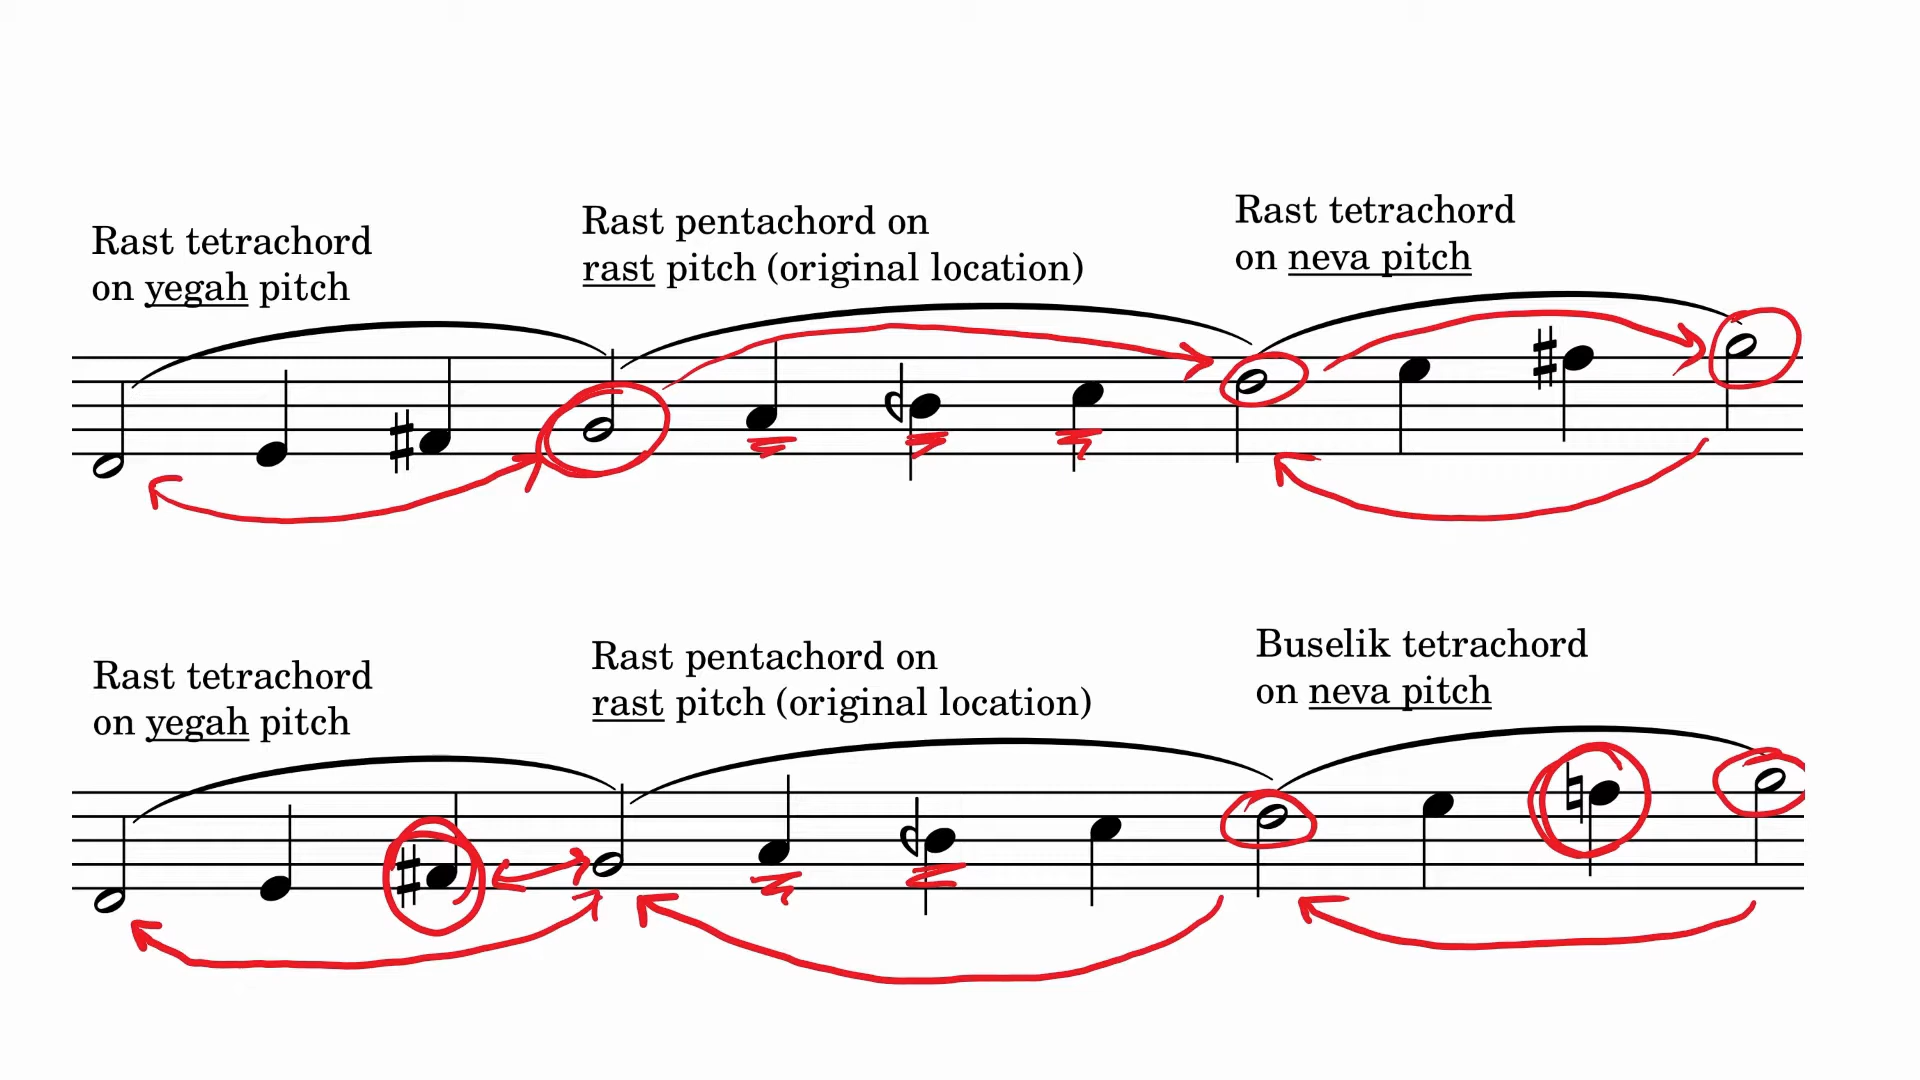 Rast tetrachord
on yegah pitch
Rast pentachord on
rast pitch (original location)
Rast tetrachord
on neva pitch
Rast tetrachord
on yegah pitch
Rast pentachord on
rast pitch (original location)
Buselik tetrachord
on neva pitch